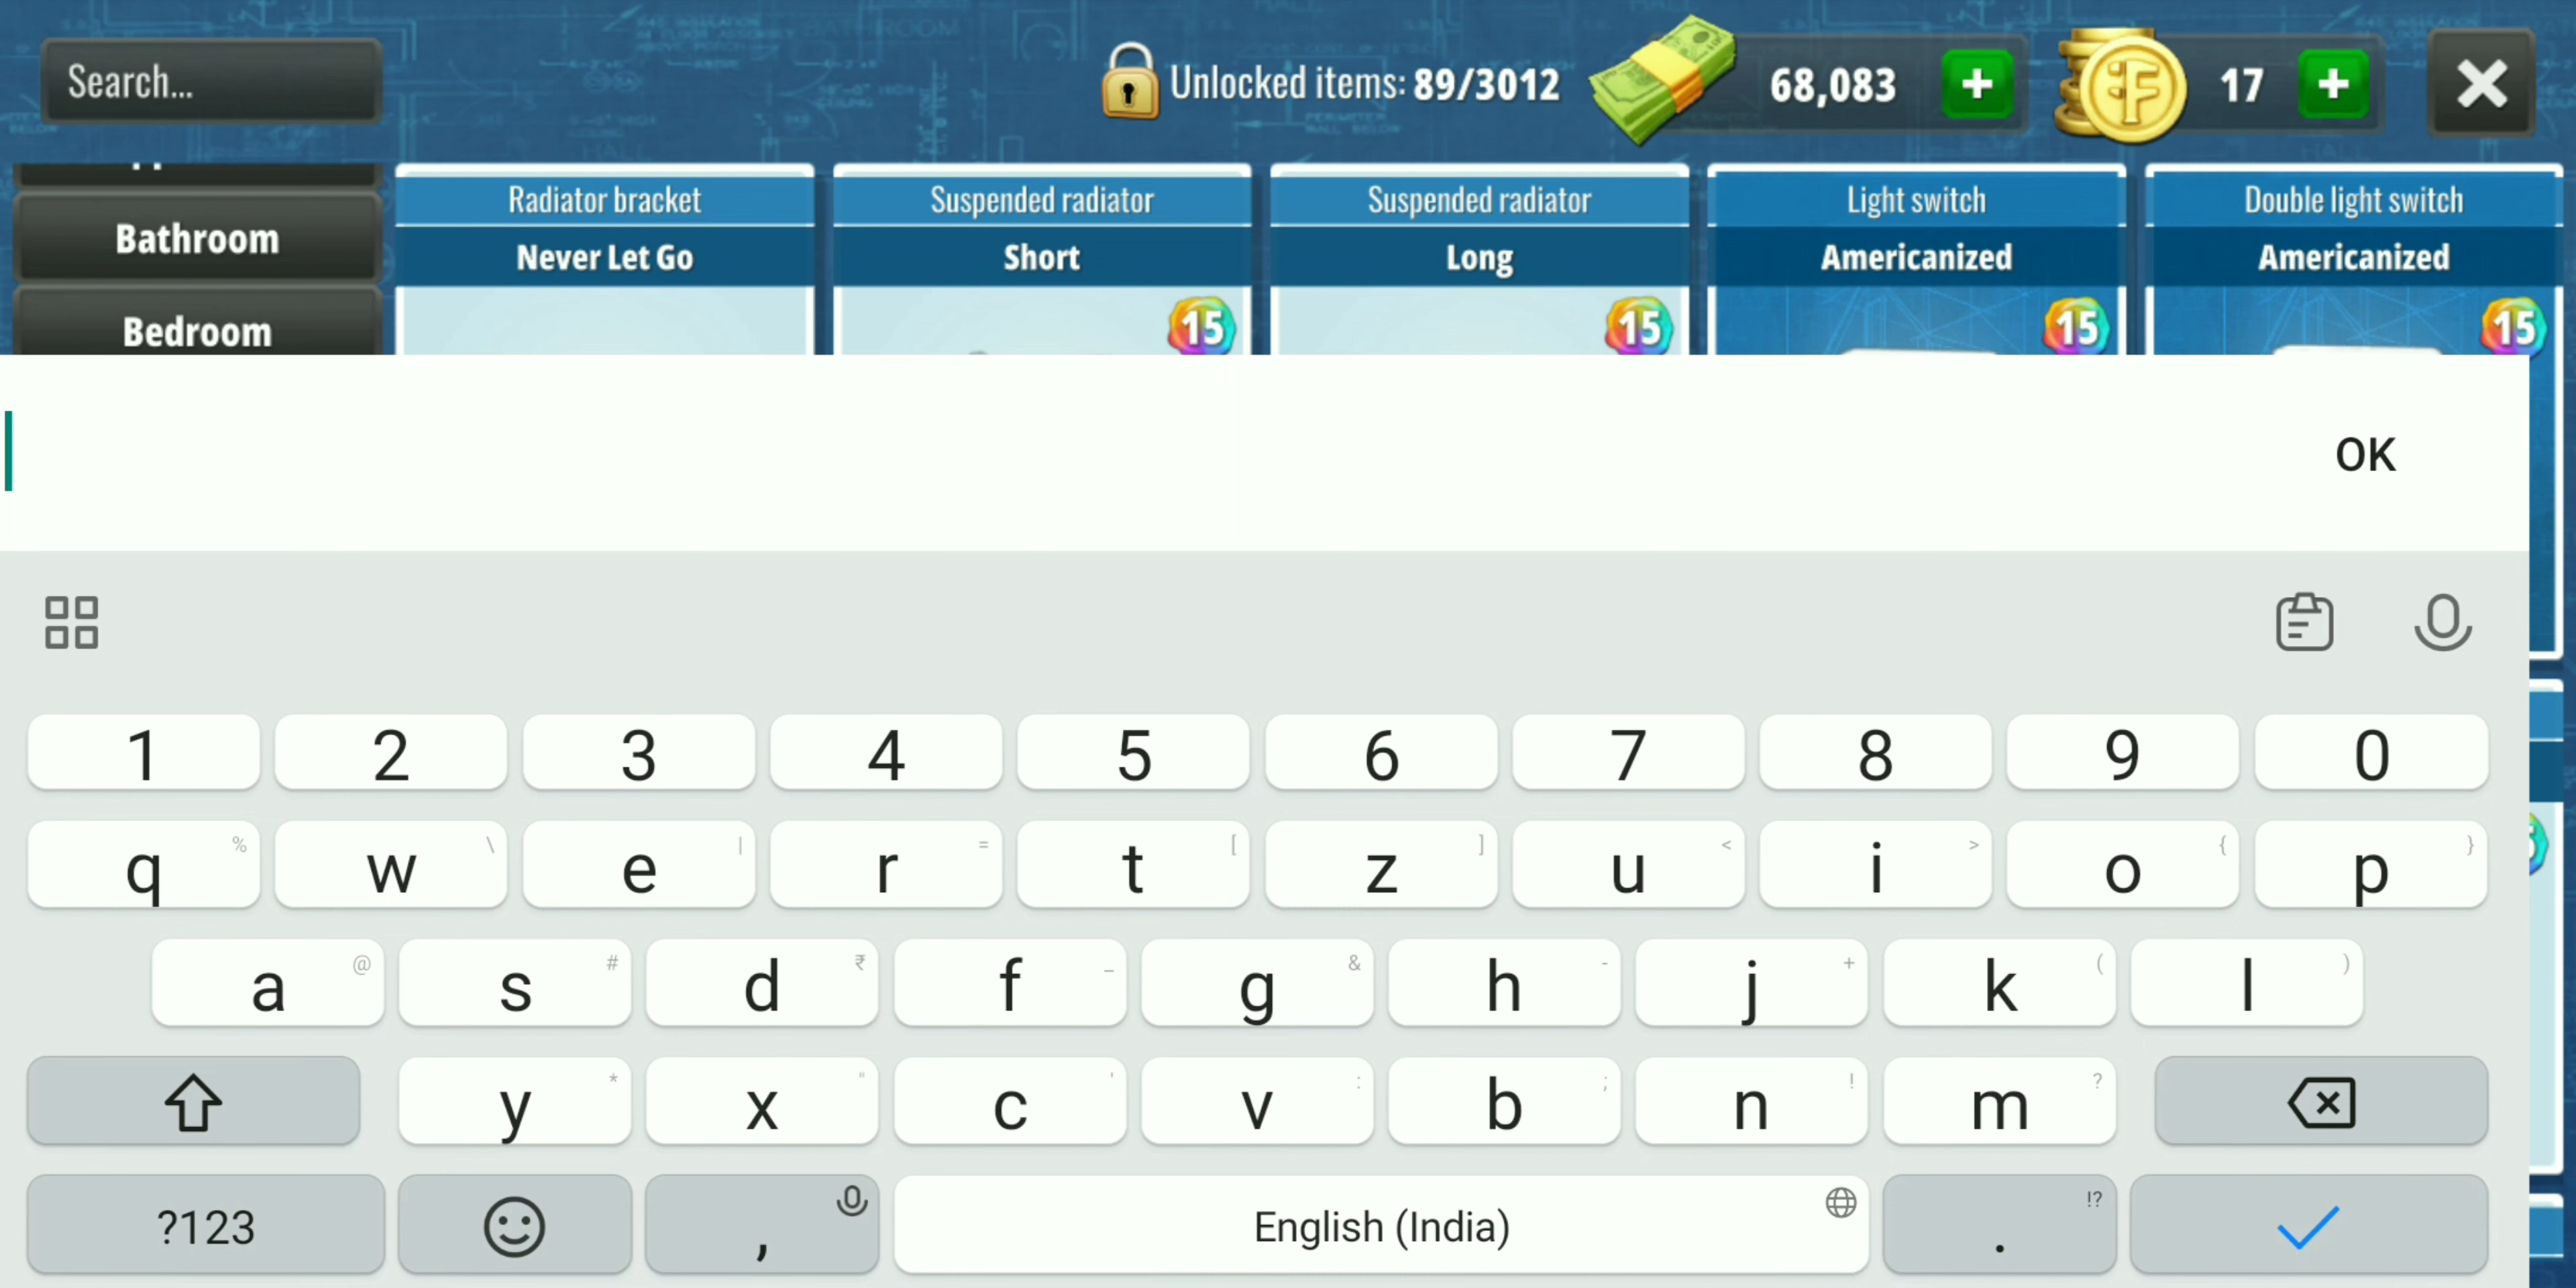 Search...
Unlocked items: 89/3012
68,083
17
Bathroom
Bedroom
Radiator bracket
Never Let Go
Suspended radiator
Short
15
Suspended radiator
Long
15
Light switch
Americanized
15
Double light switch
Americanized
15
OK
1 2 3 4 5 6 7 8 9 0
q % w \ e | r = t [ z ] u < i > o { p }
a @ s # d ₹ f _ g & h - j + k ( l )
y * x " c ' v : b ; n ! m ?
?123 , English (India) . !?